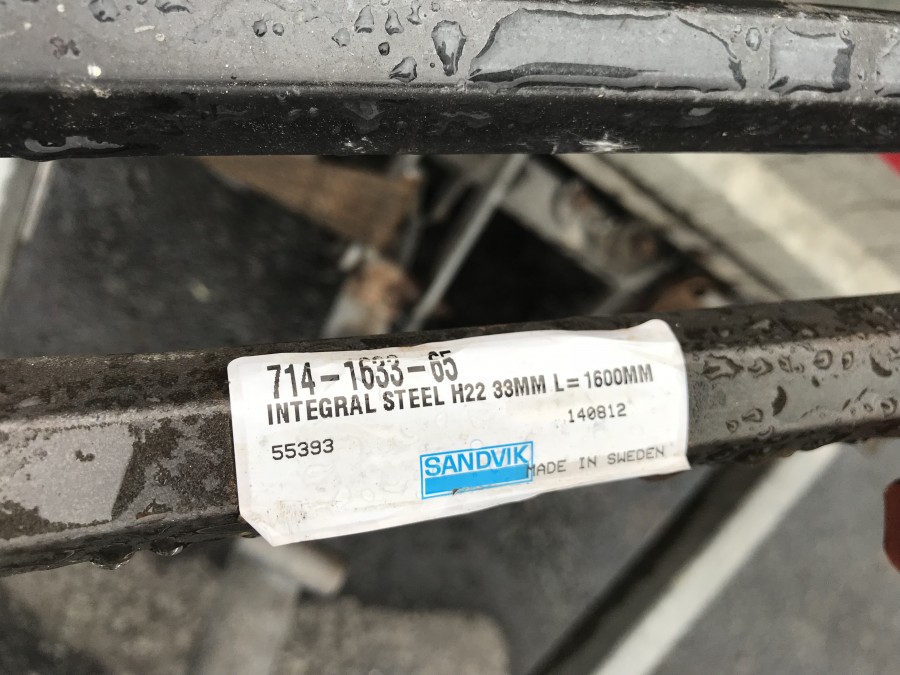 714-1633-65
INTEGRAL STEEL H22 33MM L=1600MM
140812
55393
SANDVIK
MADE IN SWEDEN